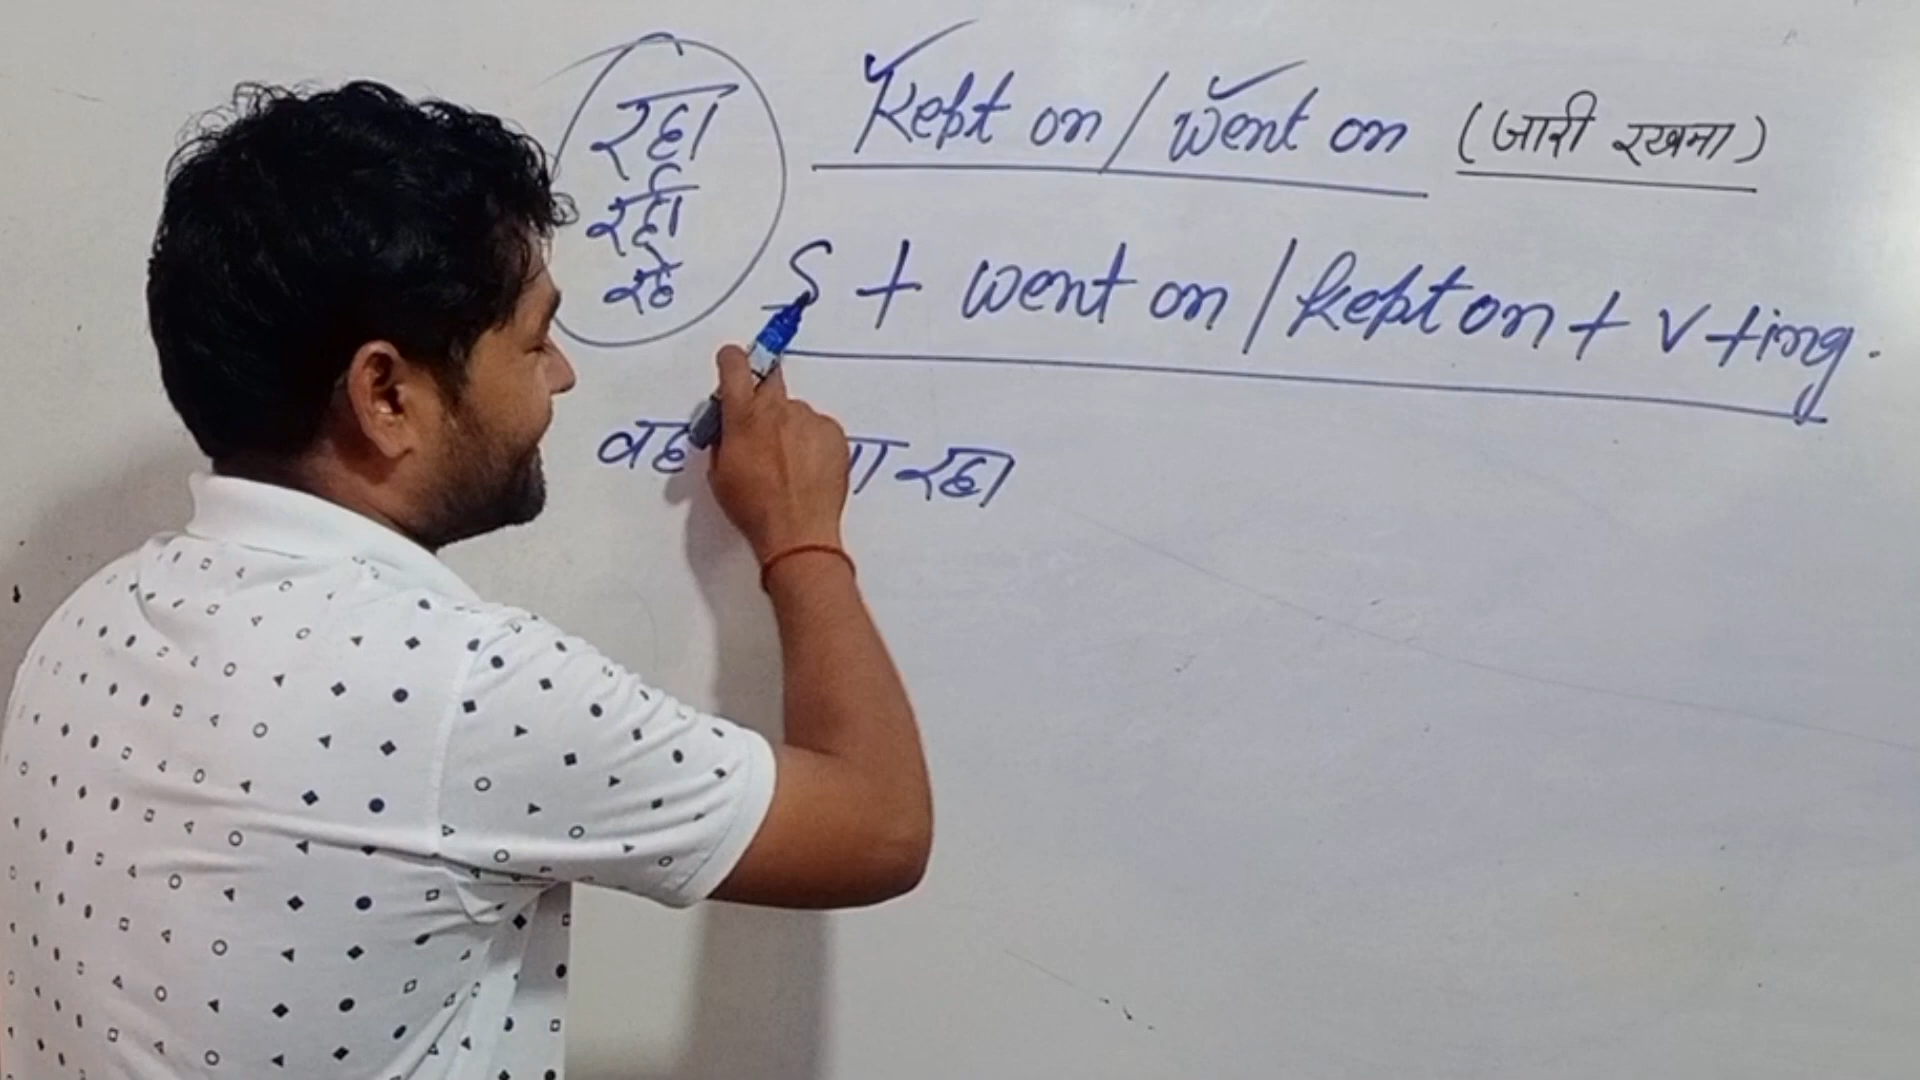 Kept on / Went on (जारी रखना)
रहा
रही
रहे
S + went on / kept on + v + ing.
वह रहा